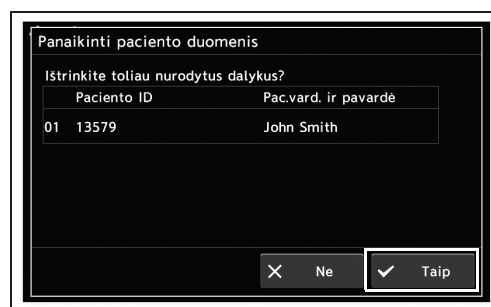 Panaikinti paciento duomenis
Ištrinkite toliau nurodytus dalykus?
Paciento ID Pac.vard. ir pavardė
01 13579 John Smith
Ne Taip